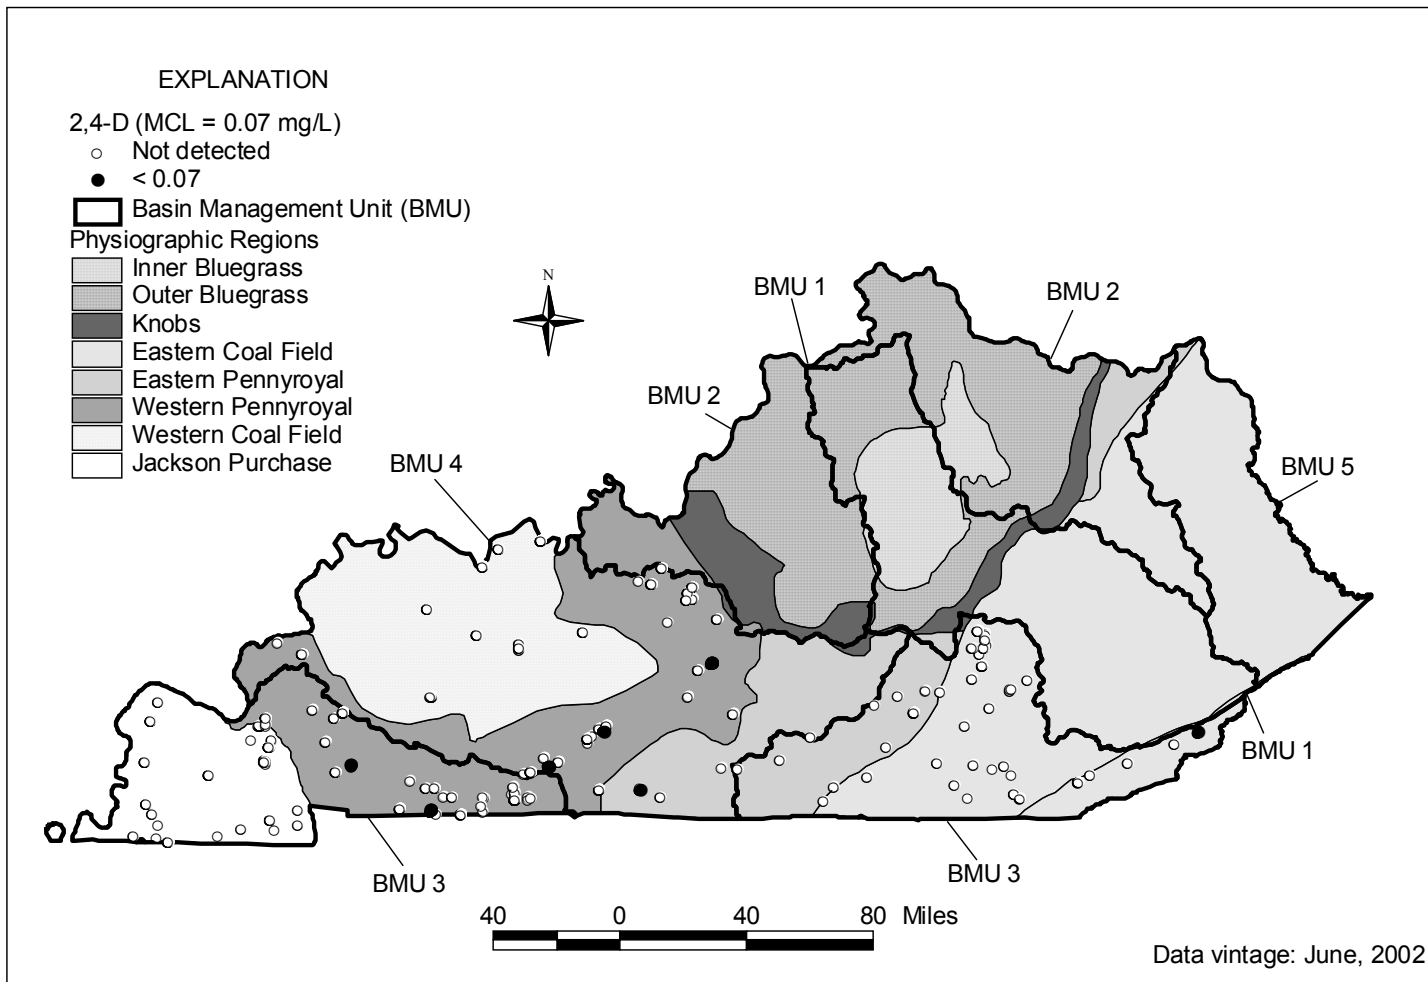 EXPLANATION
2,4-D (MCL = 0.07 mg/L)
Not detected
< 0.07
Basin Management Unit (BMU)
Physiographic Regions
Inner Bluegrass
Outer Bluegrass
Knobs
Eastern Coal Field
Eastern Pennyroyal
Western Pennyroyal
Western Coal Field
Jackson Purchase
N
BMU 1
BMU 2
BMU 2
BMU 4
BMU 5
BMU 1
BMU 3
BMU 3
40 0 40 80 Miles
Data vintage: June, 2002